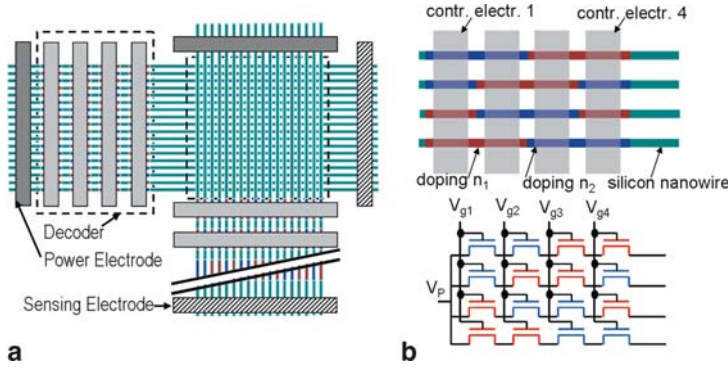 contr. electr. 1
contr. electr. 4
doping n1
doping n2
silicon nanowire
Decoder
Power Electrode
Sensing Electrode
Vg1
Vg2
Vg3
Vg4
VP
a
b